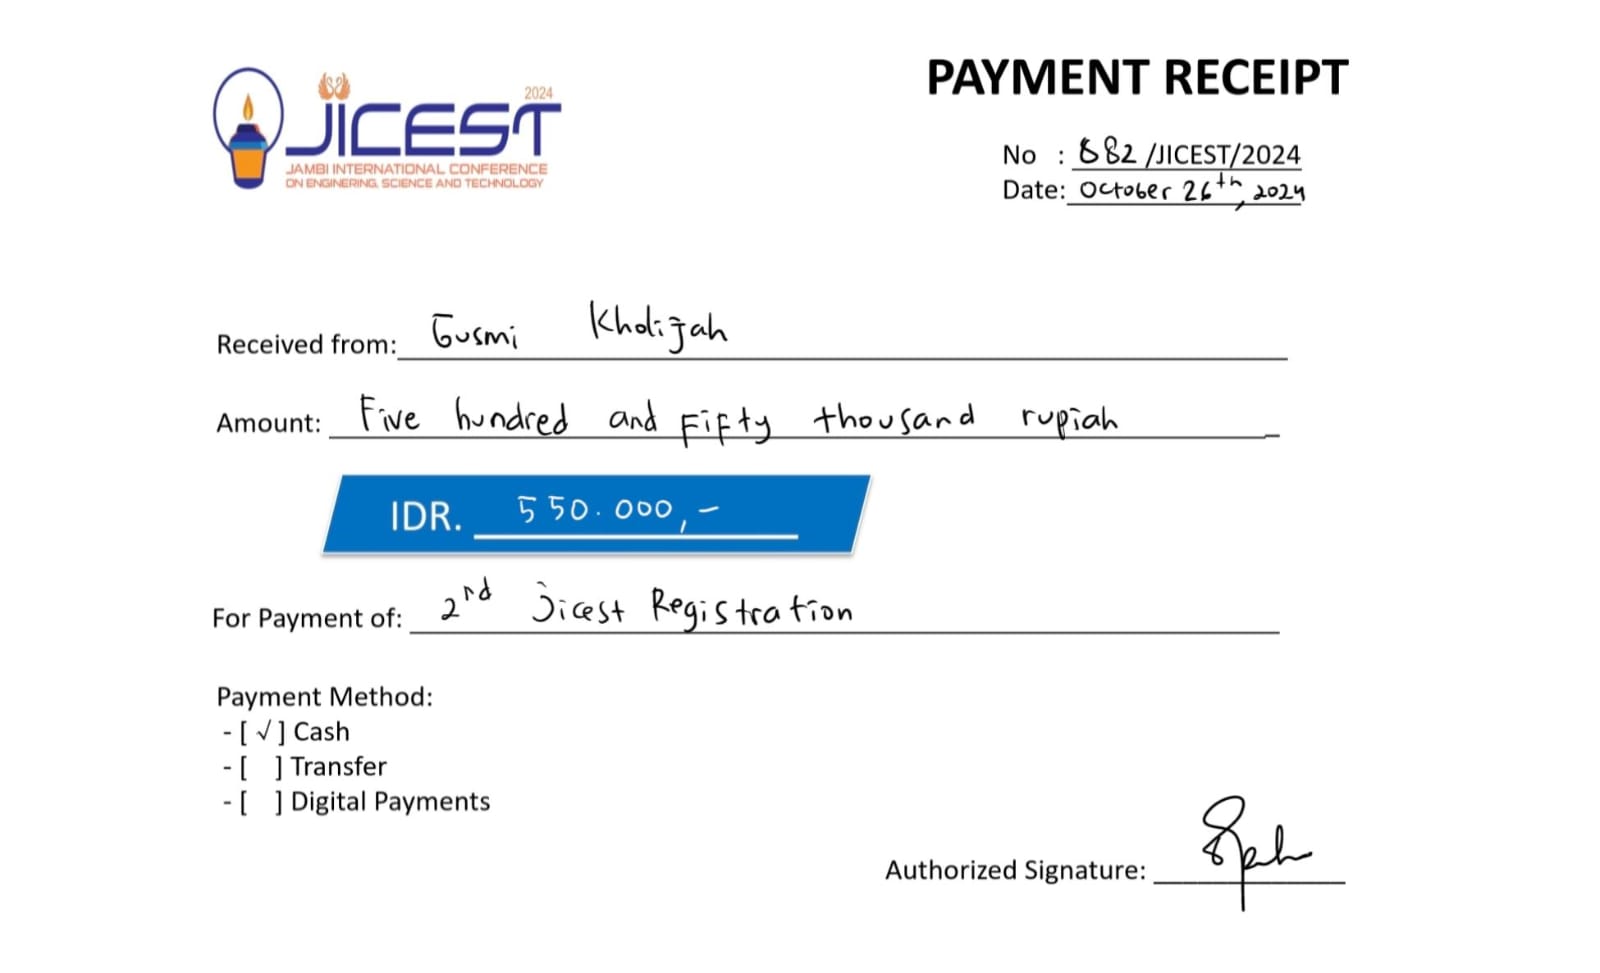 2024
JICEST
JAMBI INTERNATIONAL CONFERENCE
ON ENGINERING, SCIENCE AND TECHNOLOGY
PAYMENT RECEIPT
No : 882 /JICEST/2024
Date: October 26th, 2024
Received from: Gusmi Kholijah
Amount: Five hundred and Fifty thousand rupiah
IDR. 550.000,-
For Payment of: 2nd Jicest Registration
Payment Method:
- [ √ ] Cash
- [ ] Transfer
- [ ] Digital Payments
Authorized Signature: